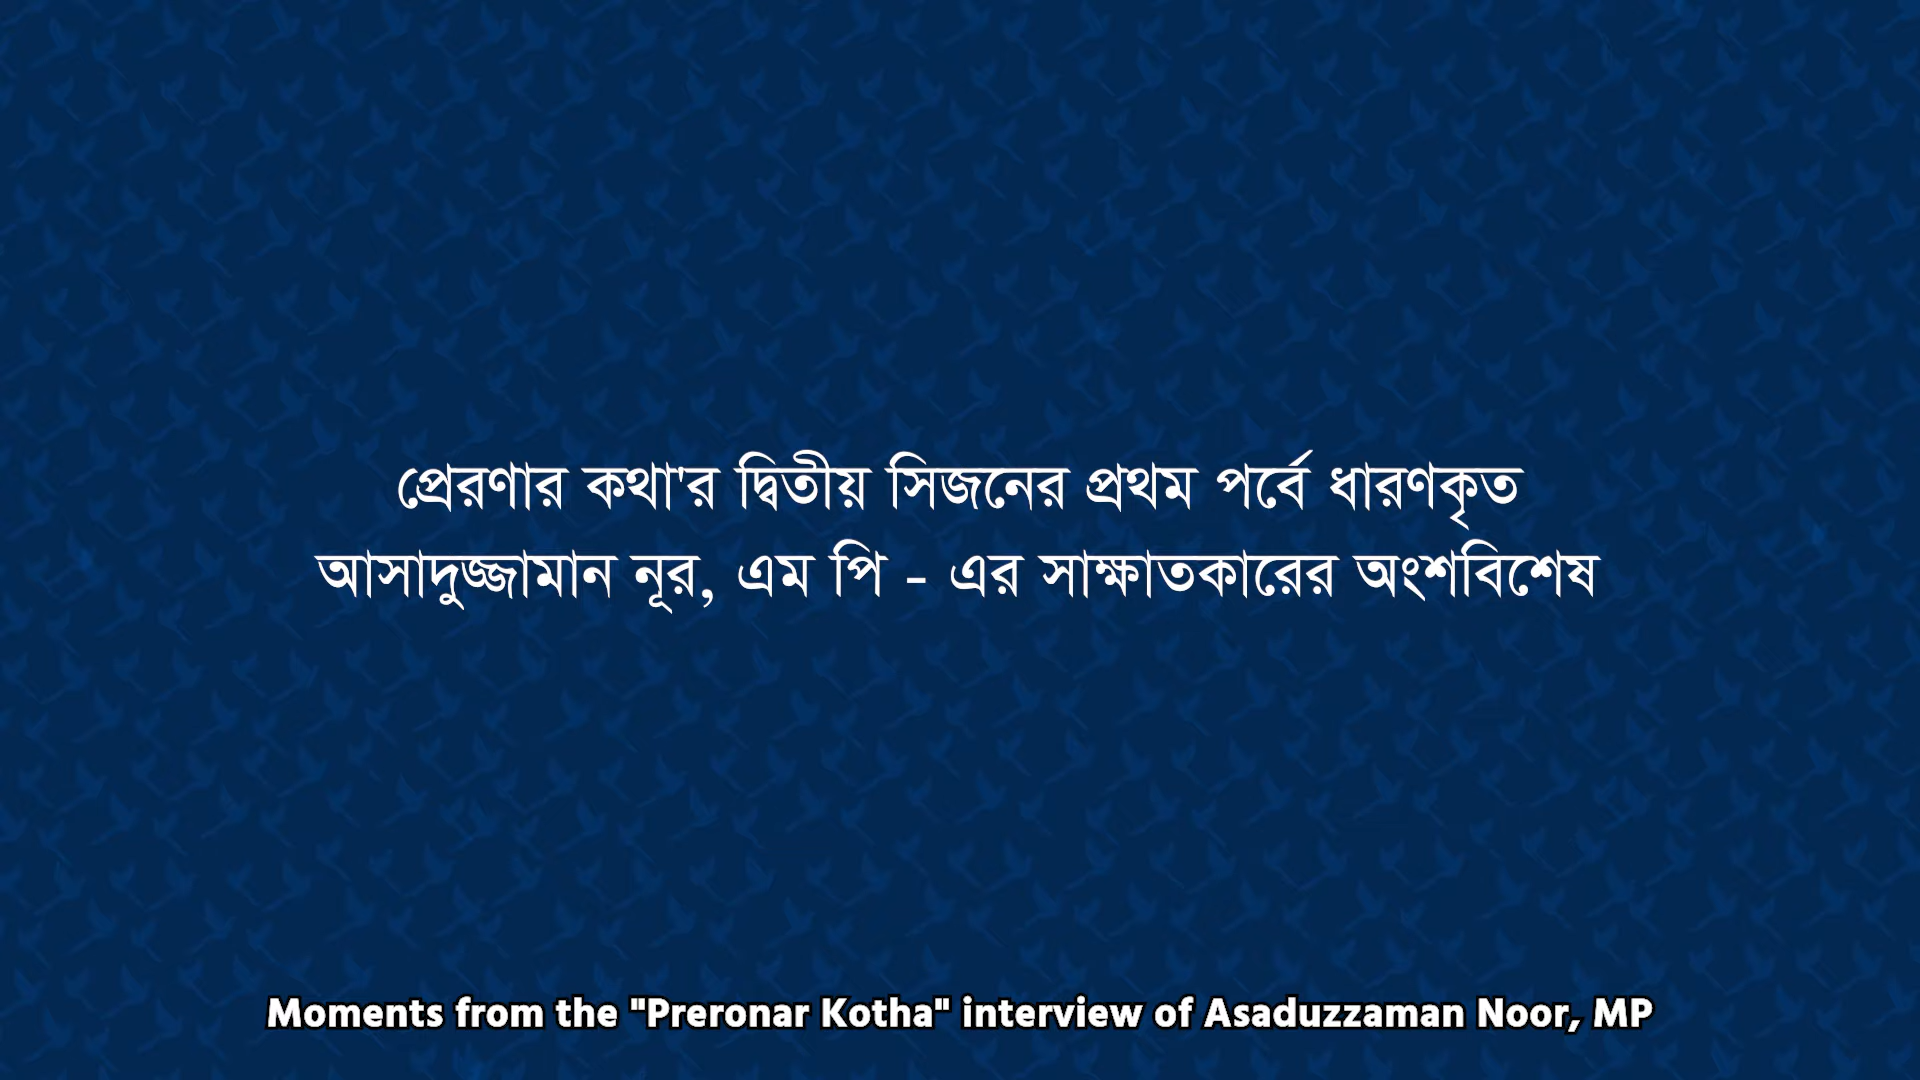 প্রেরণার কথা'র দ্বিতীয় সিজনের প্রথম পর্বে ধারণকৃত
আসাদুজ্জামান নূর, এম পি - এর সাক্ষাতকারের অংশবিশেষ
Moments from the "Preronar Kotha" interview of Asaduzzaman Noor, MP